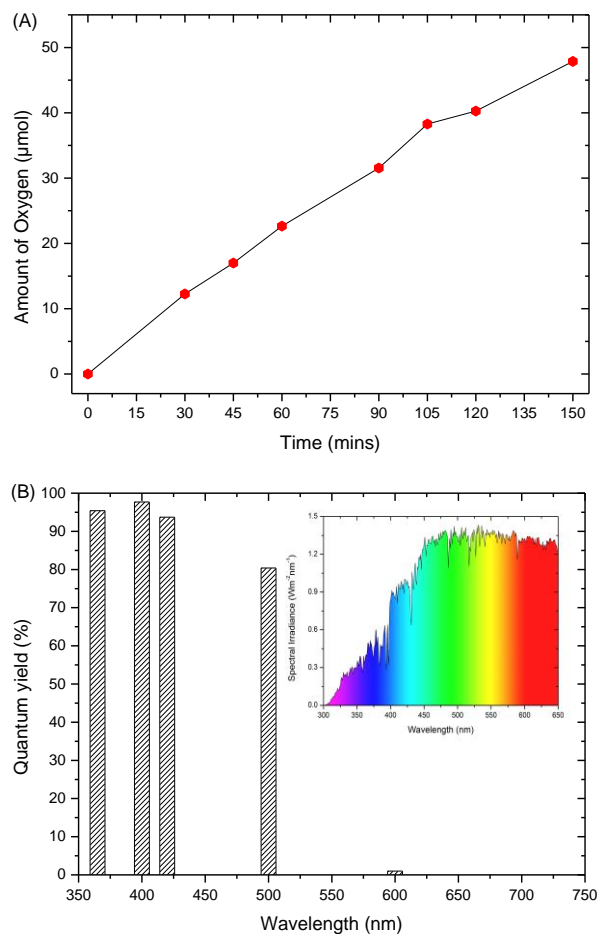 (A)
50
40
30
20
10
0
Amount of Oxygen (μmol)
0 15 30 45 60 75 90 105 120 135 150
Time (mins)
(B)
100
90
80
70
60
50
40
30
20
10
0
Quantum yield (%)
1.5
1.2
0.9
0.6
0.3
0.0
Spectral Irradiance (Wm-2nm-1)
300 350 400 450 500 550 600 650
Wavelength (nm)
350 400 450 500 550 600 650 700 750
Wavelength (nm)